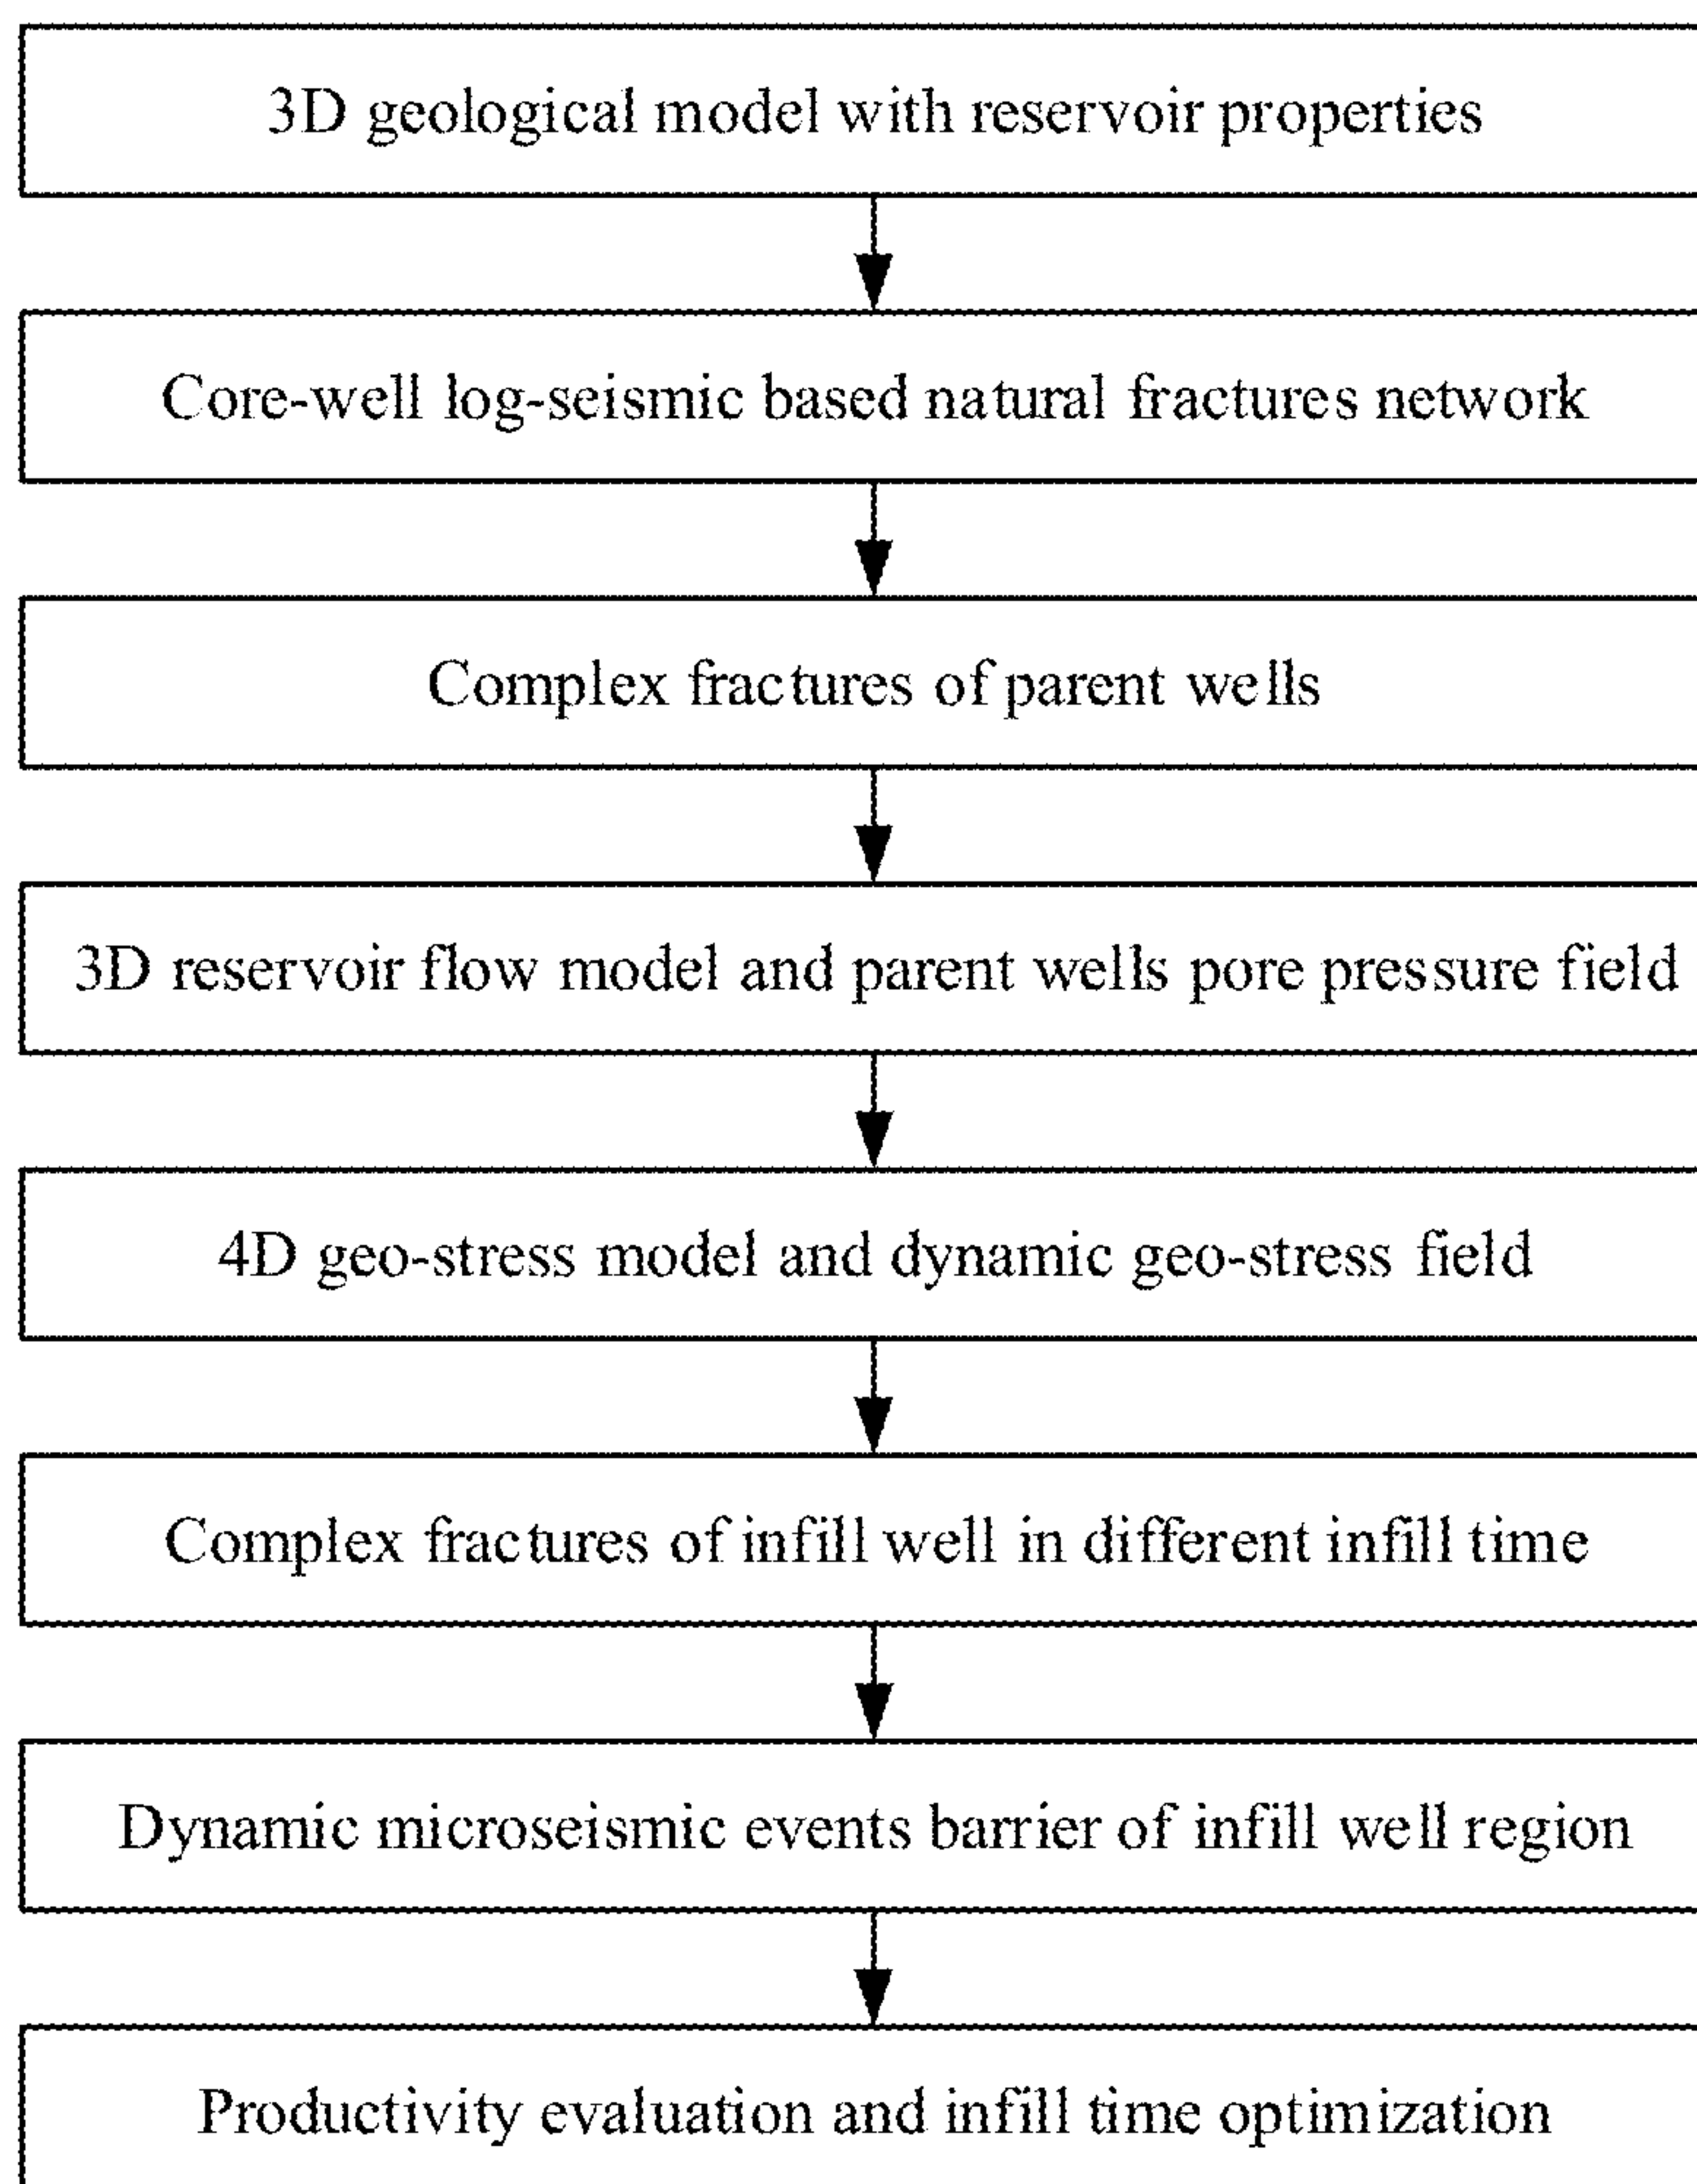 3D geological model with reservoir properties
Core-well log-seismic based natural fractures network
Complex fractures of parent wells
3D reservoir flow model and parent wells pore pressure field
4D geo-stress model and dynamic geo-stress field
Complex fractures of infill well in different infill time
Dynamic microseismic events barrier of infill well region
Productivity evaluation and infill time optimization